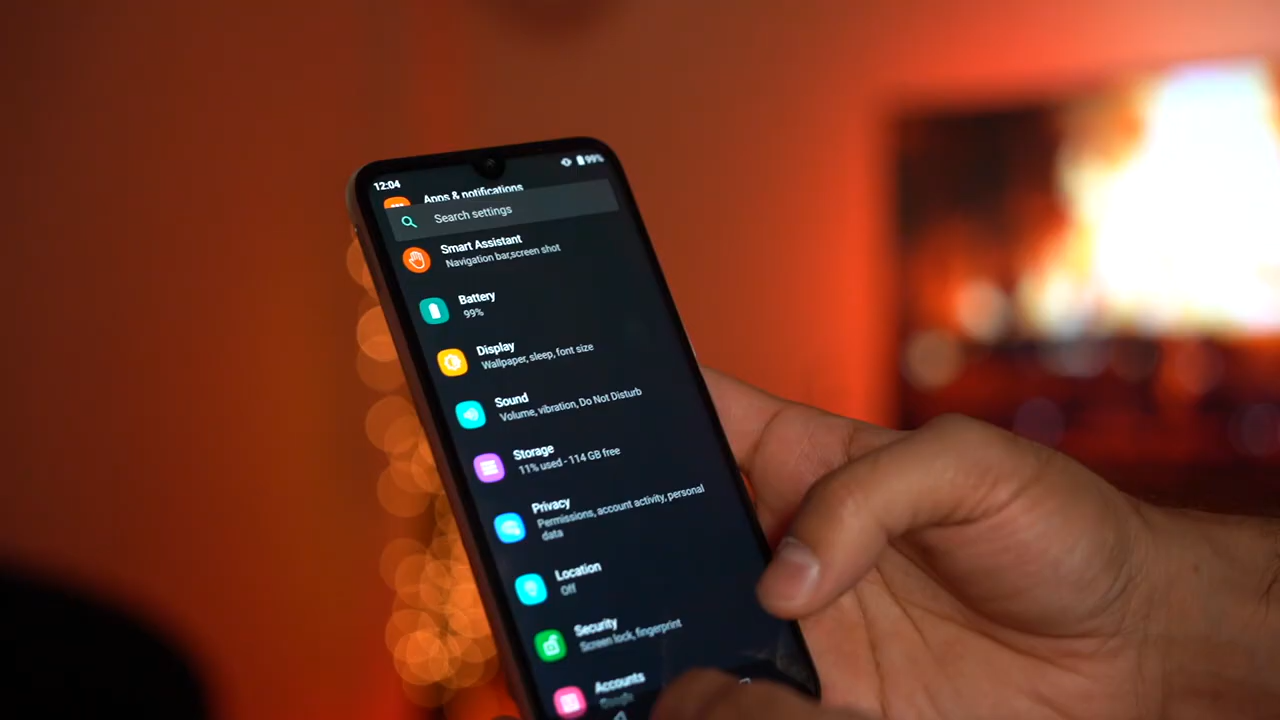 12:04
99%
Apps & notifications
Search settings
Smart Assistant
Navigation bar,screen shot
Battery
99%
Display
Wallpaper, sleep, font size
Sound
Volume, vibration, Do Not Disturb
Storage
11% used - 114 GB free
Privacy
Permissions, account activity, personal
data
Location
Off
Security
Screen lock, fingerprint
Accounts
Google